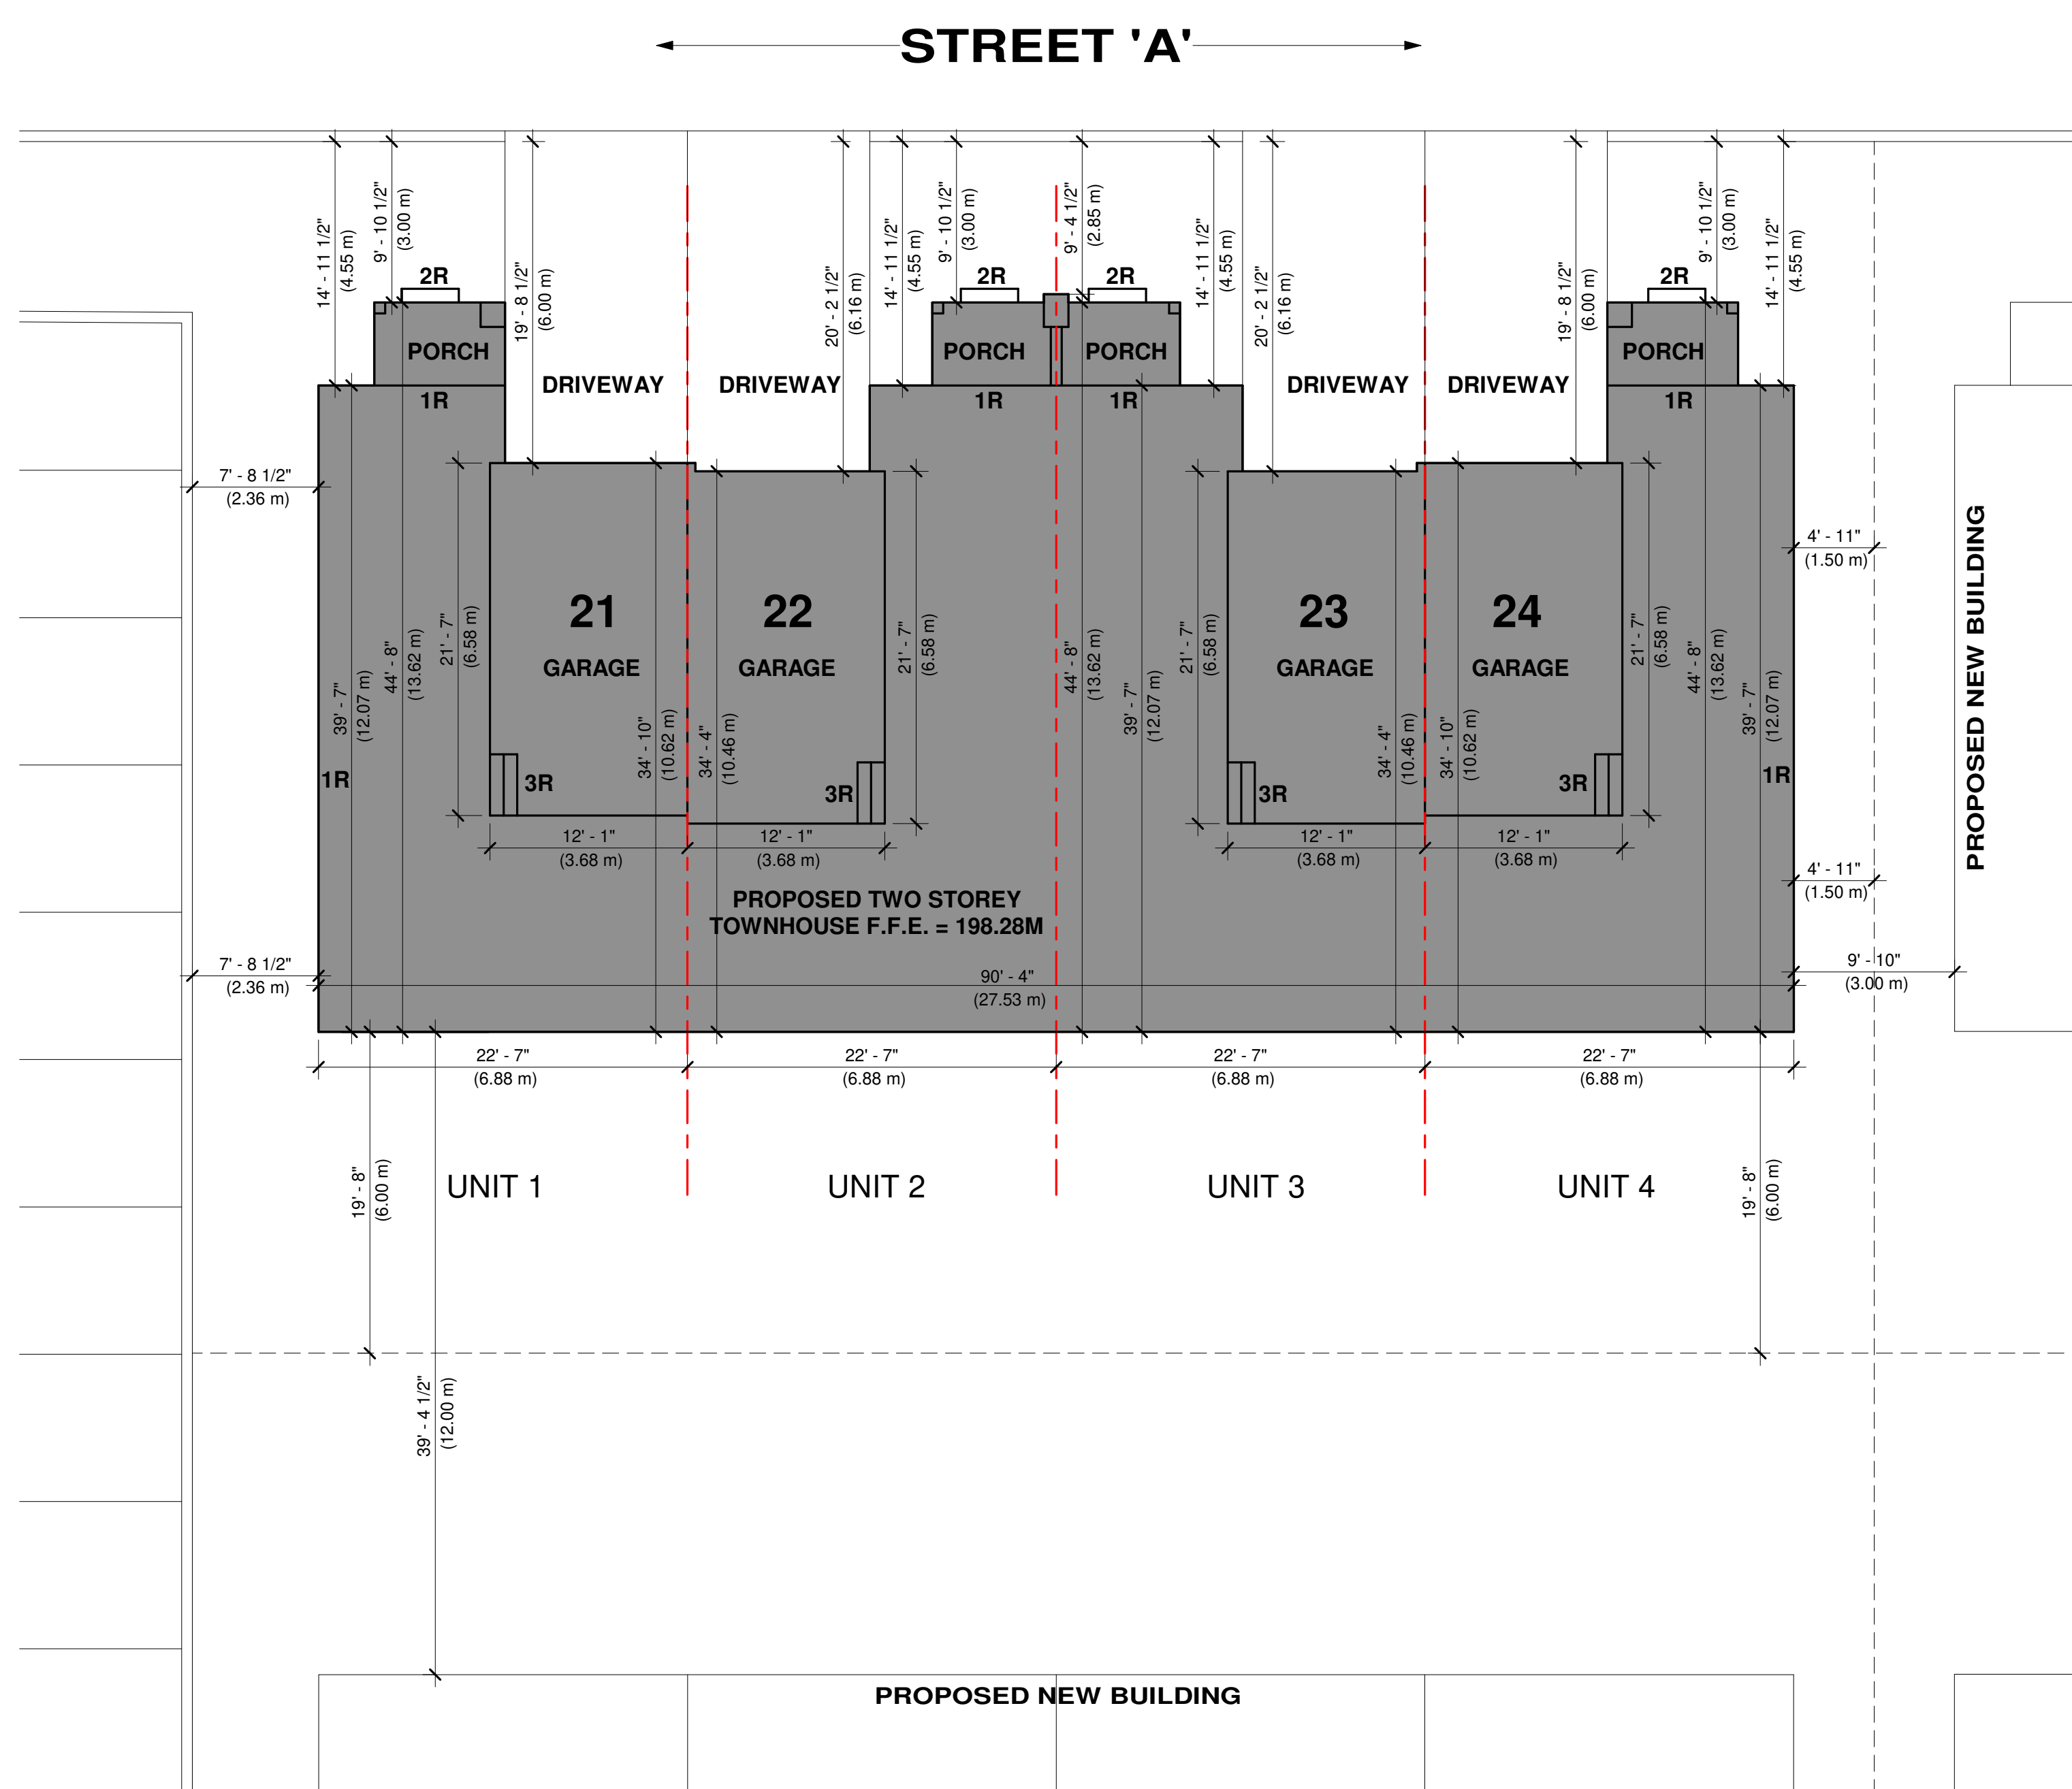 STREET 'A'
14' - 11 1/2"
(4.55 m)
9' - 10 1/2"
(3.00 m)
19' - 8 1/2"
(6.00 m)
20' - 2 1/2"
(6.16 m)
14' - 11 1/2"
(4.55 m)
9' - 10 1/2"
(3.00 m)
9' - 4 1/2"
(2.85 m)
14' - 11 1/2"
(4.55 m)
20' - 2 1/2"
(6.16 m)
19' - 8 1/2"
(6.00 m)
9' - 10 1/2"
(3.00 m)
14' - 11 1/2"
(4.55 m)
2R
2R
2R
2R
PORCH
PORCH
PORCH
PORCH
DRIVEWAY
DRIVEWAY
DRIVEWAY
DRIVEWAY
1R
1R
1R
1R
7' - 8 1/2"
(2.36 m)
4' - 11"
(1.50 m)
21
22
23
24
GARAGE
GARAGE
GARAGE
GARAGE
39' - 7"
(12.07 m)
44' - 8"
(13.62 m)
21' - 7"
(6.58 m)
34' - 10"
(10.62 m)
34' - 4"
(10.46 m)
21' - 7"
(6.58 m)
44' - 8"
(13.62 m)
39' - 7"
(12.07 m)
21' - 7"
(6.58 m)
34' - 4"
(10.46 m)
34' - 10"
(10.62 m)
21' - 7"
(6.58 m)
44' - 8"
(13.62 m)
39' - 7"
(12.07 m)
PROPOSED NEW BUILDING
1R
3R
3R
3R
3R
1R
12' - 1"
(3.68 m)
12' - 1"
(3.68 m)
12' - 1"
(3.68 m)
12' - 1"
(3.68 m)
4' - 11"
(1.50 m)
PROPOSED TWO STOREY
TOWNHOUSE F.F.E. = 198.28M
7' - 8 1/2"
(2.36 m)
90' - 4"
(27.53 m)
9' - 10"
(3.00 m)
22' - 7"
(6.88 m)
22' - 7"
(6.88 m)
22' - 7"
(6.88 m)
22' - 7"
(6.88 m)
19' - 8"
(6.00 m)
UNIT 1
UNIT 2
UNIT 3
UNIT 4
19' - 8"
(6.00 m)
39' - 4 1/2"
(12.00 m)
PROPOSED NEW BUILDING